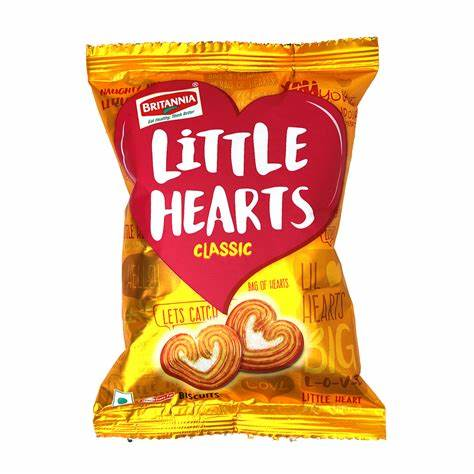 BRITANNIA
Eat Healthy, Think Better
LiTTLE
HEARTS
CLASSIC
BAG OF HEARTS
LETS CATCH
LIL
HEARTS
BIG
L-O-V-E
LOVE
BISCUITS
LITTLE HEART